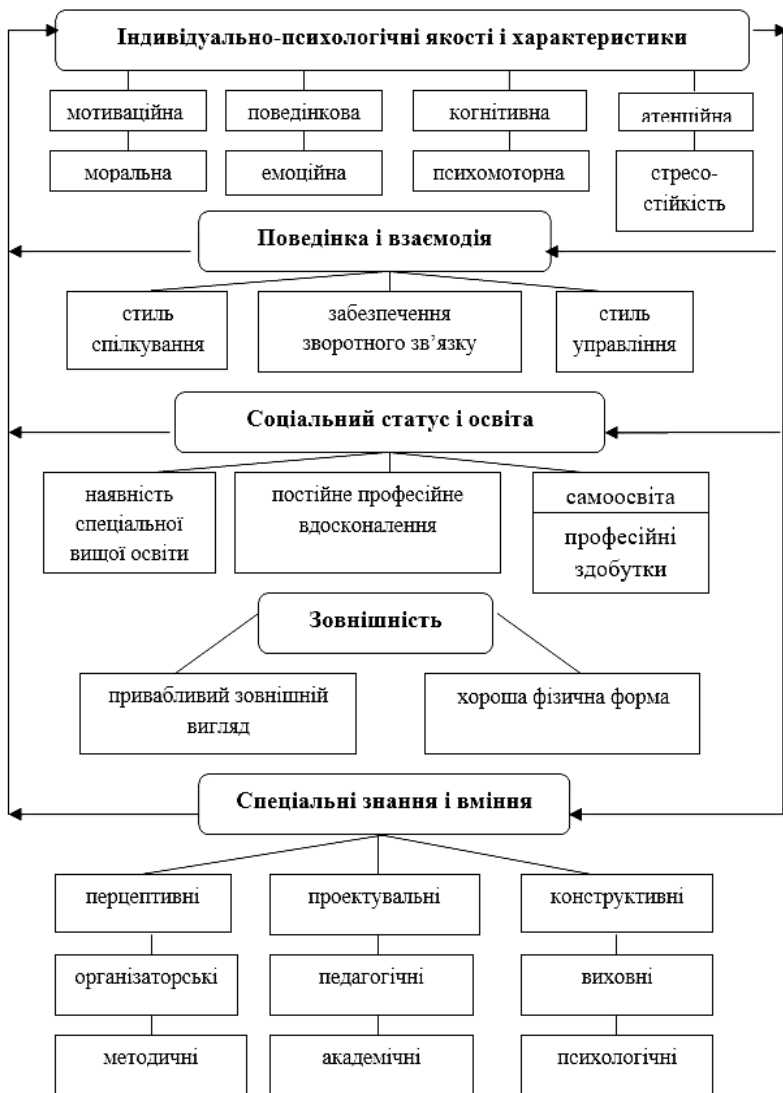 Індивідуально-психологічні якості і характеристики
мотиваційна
поведінкова
когнітивна
атенційна
моральна
емоційна
психомоторна
стресо-
стійкість
Поведінка і взаємодія
стиль
спілкування
забезпечення
зворотного зв’язку
стиль
управління
Соціальний статус і освіта
наявність
спеціальної
вищої освіти
постійне професійне
вдосконалення
самоосвіта
професійні
здобутки
Зовнішність
привабливий зовнішній
вигляд
хороша фізична форма
Спеціальні знання і вміння
перцептивні
проектувальні
конструктивні
організаторські
педагогічні
виховні
методичні
академічні
психологічні